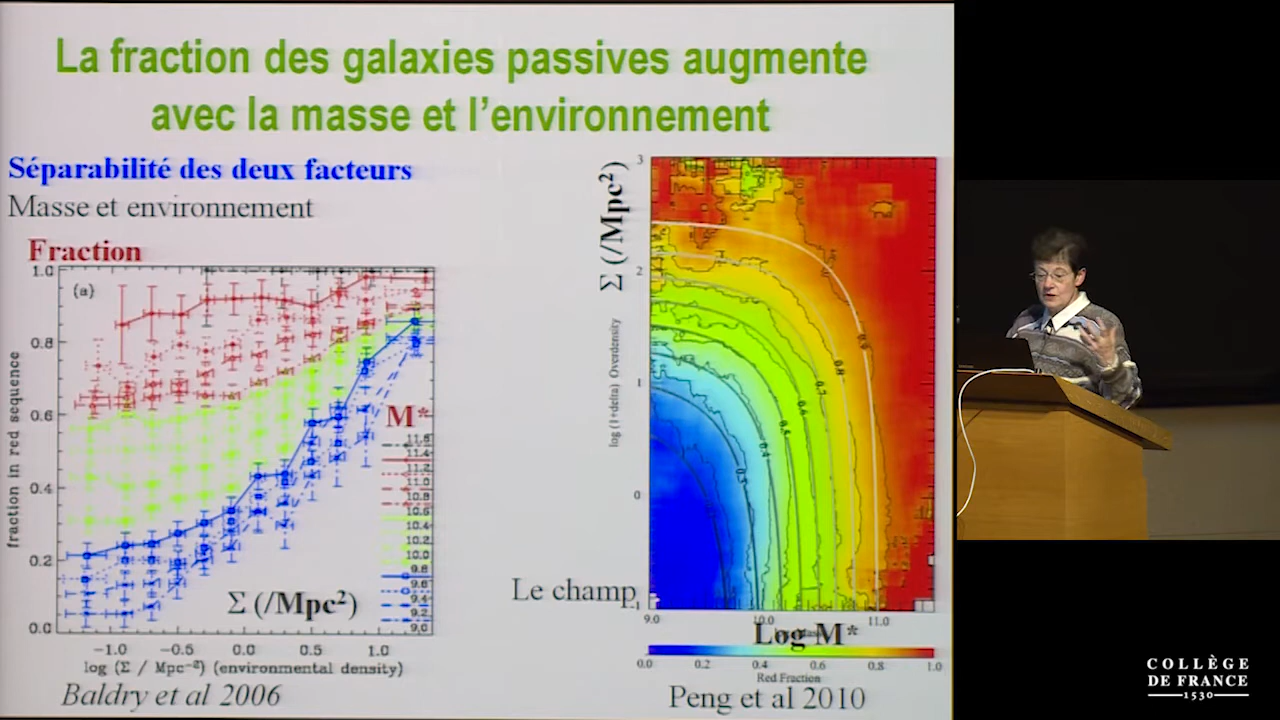 La fraction des galaxies passives augmente
avec la masse et l'environnement
Séparabilité des deux facteurs
Masse et environnement
Fraction
(a)
fraction in red sequence
1.0
0.8
0.6
0.4
0.2
0.0
M*
11.6
11.4
11.2
11.0
10.8
10.6
10.4
10.2
10.0
9.8
9.6
9.4
9.2
9.0
Σ (/Mpc²)
-1.0 -0.5 0.0 0.5 1.0
log (Σ / Mpc⁻²) (environmental density)
Baldry et al 2006
Σ (/Mpc²)
log (1+delta) Overdensity
3
2
1
0
-1
Le champ
9.0 10.0 11.0
Log M*
0.0 0.2 0.4 0.6 0.8 1.0
Red Fraction
Peng et al 2010
COLLÈGE
DE FRANCE
1530